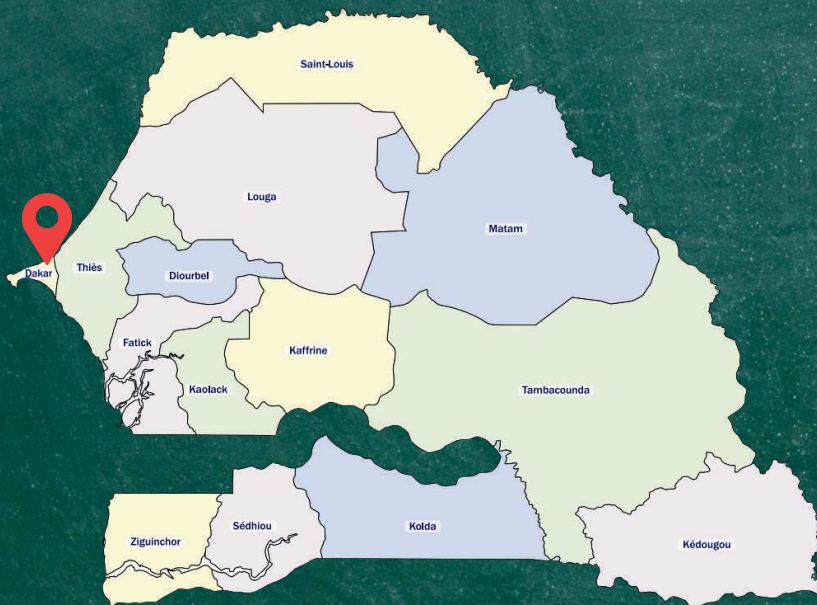 Saint-Louis
Louga
Matam
Dakar
Thiès
Diourbel
Fatick
Kaffrine
Kaolack
Tambacounda
Sédhiou
Kolda
Ziguinchor
Kédougou